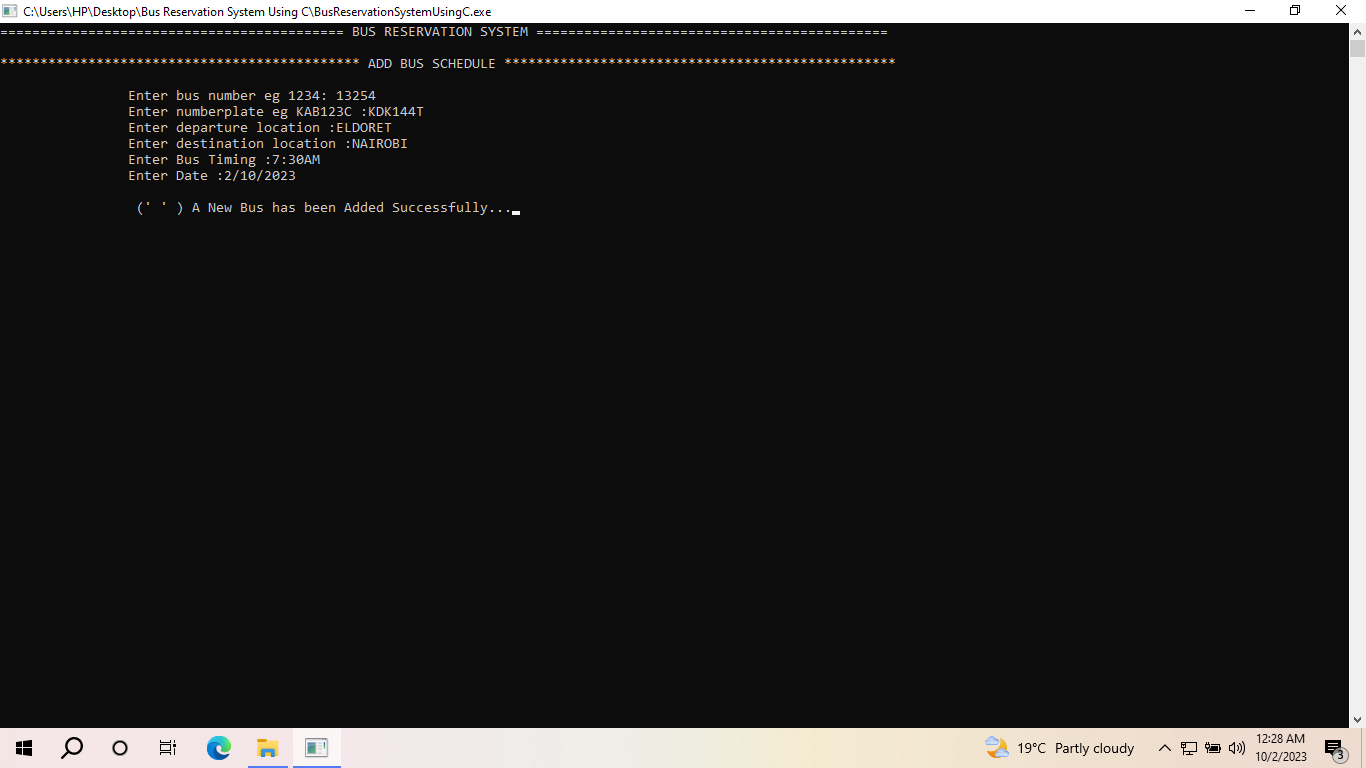 C:\Users\HP\Desktop\Bus Reservation System Using C\BusReservationSystemUsingC.exe
=========================================== BUS RESERVATION SYSTEM ============================================
********************************************* ADD BUS SCHEDULE *************************************************
Enter bus number eg 1234: 13254
Enter numberplate eg KAB123C :KDK144T
Enter departure location :ELDORET
Enter destination location :NAIROBI
Enter Bus Timing :7:30AM
Enter Date :2/10/2023
(' ' ) A New Bus has been Added Successfully...
19°C Partly cloudy
12:28 AM
10/2/2023
3